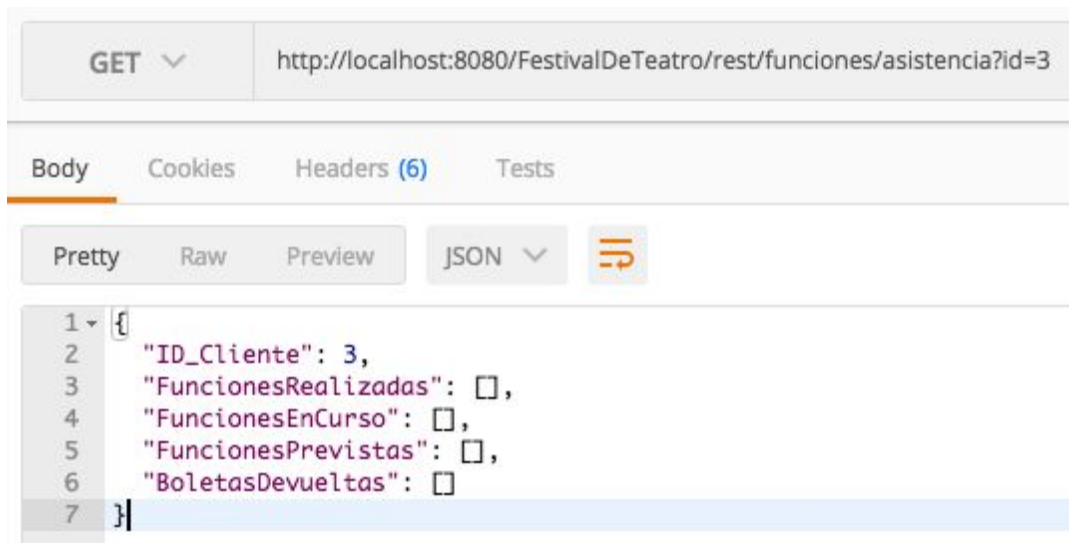 GET http://localhost:8080/FestivalDeTeatro/rest/funciones/asistencia?id=3
Body Cookies Headers (6) Tests
Pretty Raw Preview JSON
1 {
2 "ID_Cliente": 3,
3 "FuncionesRealizadas": [],
4 "FuncionesEnCurso": [],
5 "FuncionesPrevistas": [],
6 "BoletasDevueltas": []
7 }